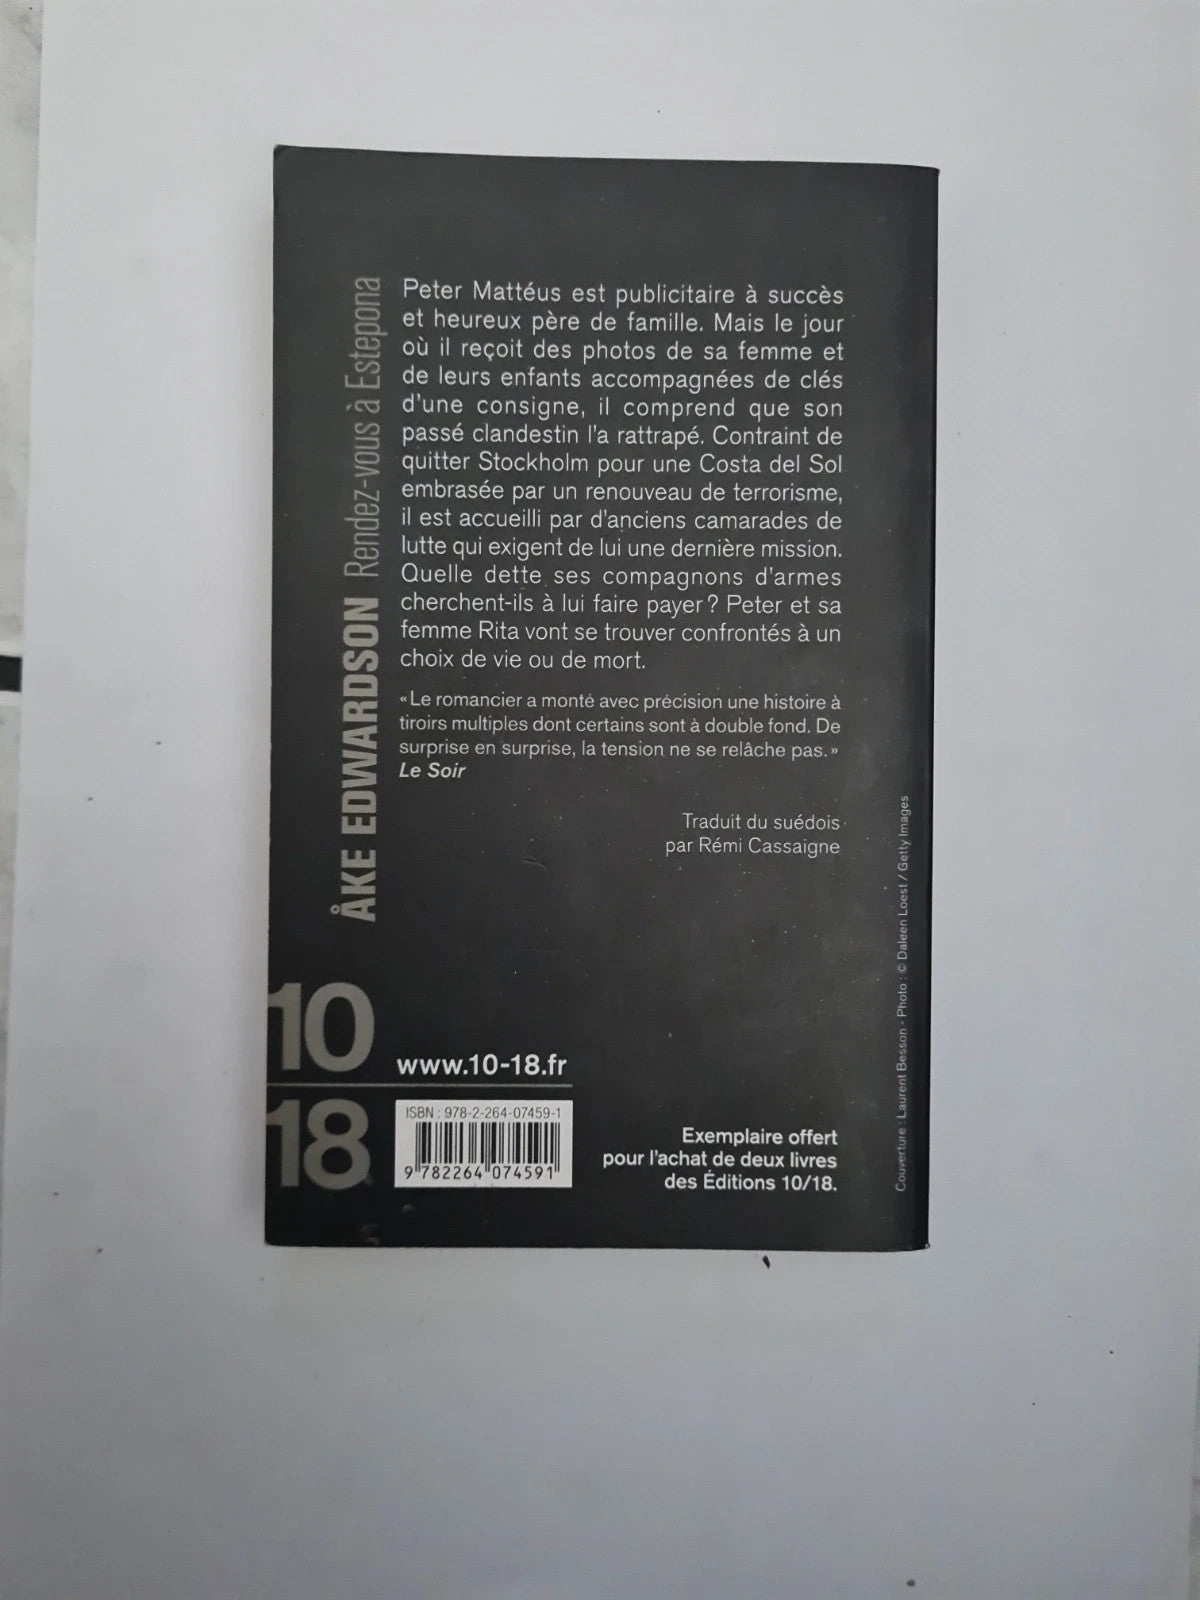 ÅKE EDWARDSON Rendez-vous à Estepona
Peter Mattéus est publicitaire à succès
et heureux père de famille. Mais le jour
où il reçoit des photos de sa femme et
de leurs enfants accompagnées de clés
d'une consigne, il comprend que son
passé clandestin l'a rattrapé. Contraint de
quitter Stockholm pour une Costa del Sol
embrasée par un renouveau de terrorisme,
il est accueilli par d'anciens camarades de
lutte qui exigent de lui une dernière mission.
Quelle dette ses compagnons d'armes
cherchent-ils à lui faire payer ? Peter et sa
femme Rita vont se trouver confrontés à un
choix de vie ou de mort.
« Le romancier a monté avec précision une histoire à
tiroirs multiples dont certains sont à double fond. De
surprise en surprise, la tension ne se relâche pas. »
Le Soir
Traduit du suédois
par Rémi Cassaigne
Couverture : Laurent Besson - Photo : © Daleen Loest / Getty Images
10
18
www.10-18.fr
ISBN : 978-2-264-07459-1
9 782264 074591
Exemplaire offert
pour l'achat de deux livres
des Éditions 10/18.